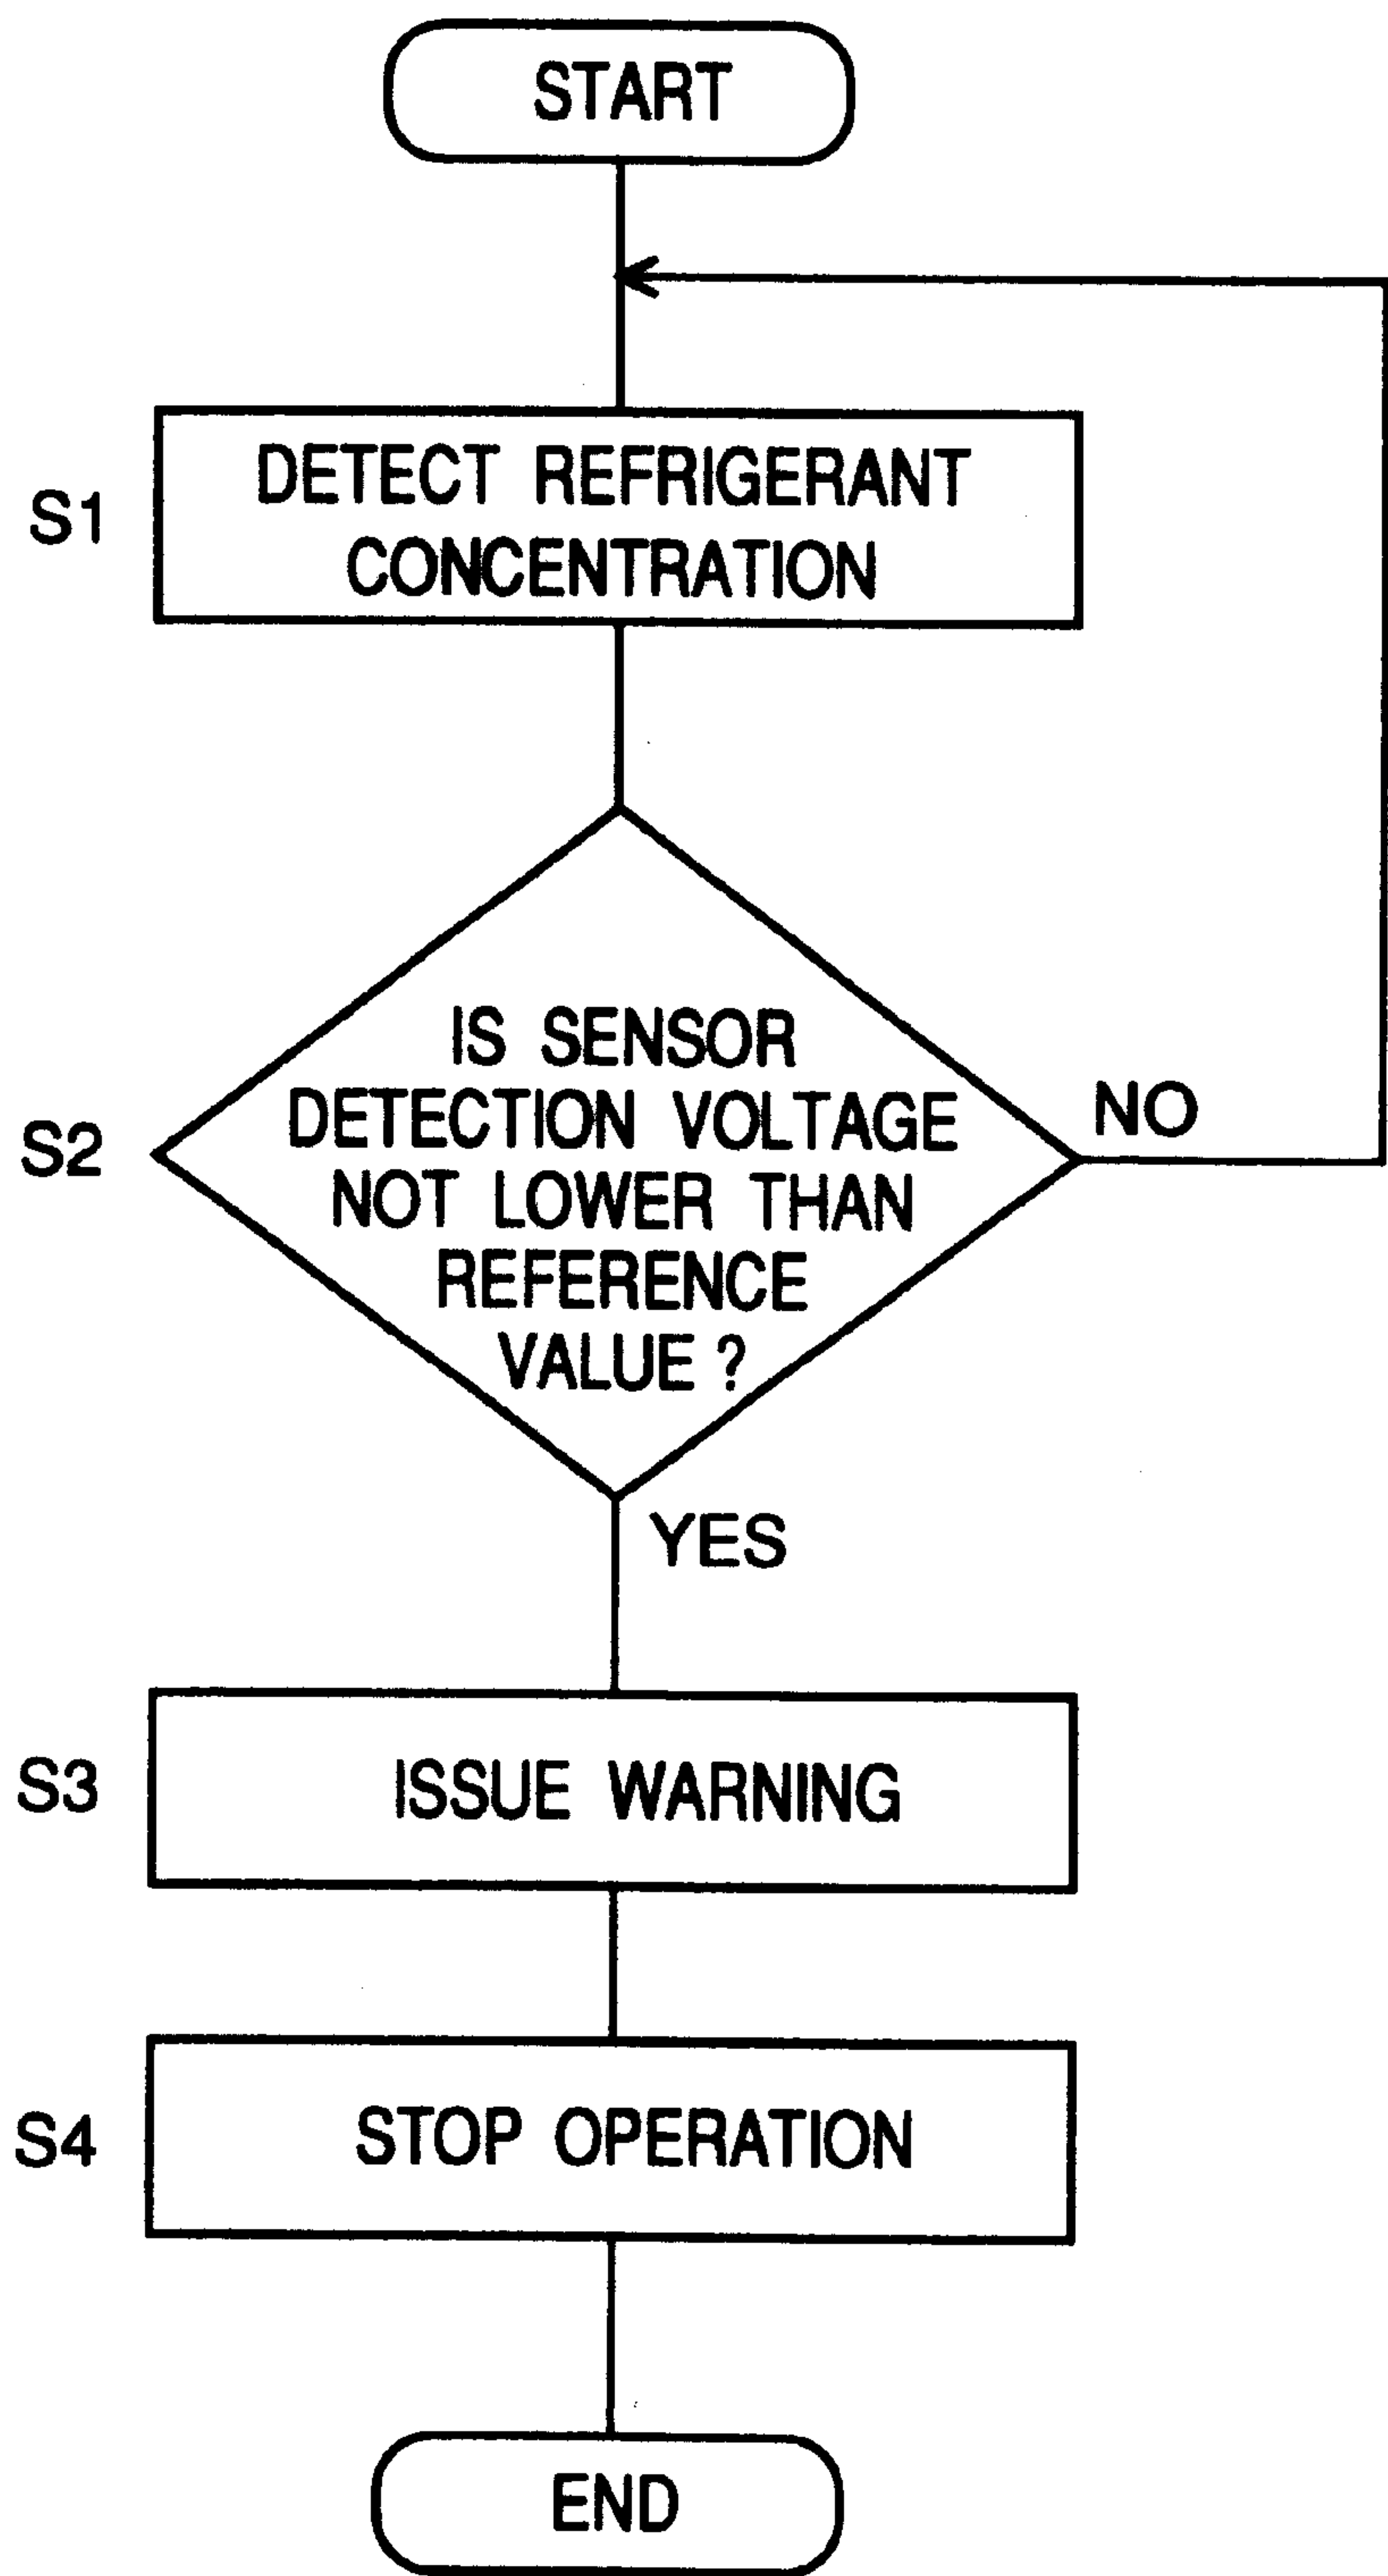 START
S1
DETECT REFRIGERANT
CONCENTRATION
S2
IS SENSOR
DETECTION VOLTAGE
NOT LOWER THAN
REFERENCE
VALUE ?
NO
YES
S3
ISSUE WARNING
S4
STOP OPERATION
END